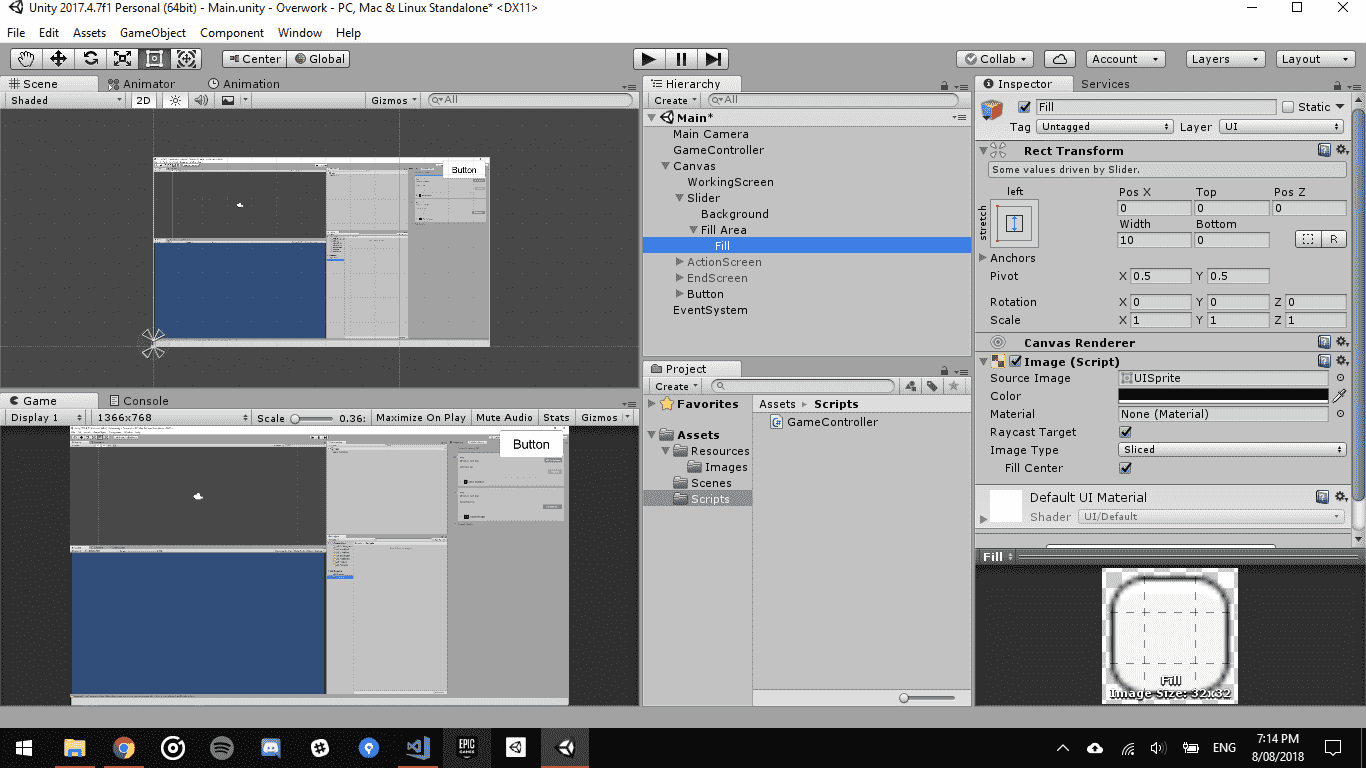 Unity 2017.4.7f1 Personal (64bit) - Main.unity - Overwork - PC, Mac & Linux Standalone* <DX11>
File Edit Assets GameObject Component Window Help
Center Global Collab Account Layers Layout
Scene Animator Animation
Shaded 2D Gizmos All
Button
Game Console
Display 1 1366x768 Scale 0.36: Maximize On Play Mute Audio Stats Gizmos
Button
Hierarchy
Create All
Main*
Main Camera
GameController
Canvas
WorkingScreen
Slider
Background
Fill Area
Fill
ActionScreen
EndScreen
Button
EventSystem
Project
Create
Favorites
Assets
Resources
Images
Scenes
Scripts
Assets Scripts
GameController
Inspector Services
Fill Static
Tag Untagged Layer UI
Rect Transform
Some values driven by Slider.
left Pos X Top Pos Z
stretch 0 0 0
Width Bottom
10 0 R
Anchors
Pivot X 0.5 Y 0.5
Rotation X 0 Y 0 Z 0
Scale X 1 Y 1 Z 1
Canvas Renderer
Image (Script)
Source Image UISprite
Color
Material None (Material)
Raycast Target
Image Type Sliced
Fill Center
Default UI Material
Shader UI/Default
Fill
Fill
Image Size: 32x32
EPIC GAMES
ENG
7:14 PM
8/08/2018